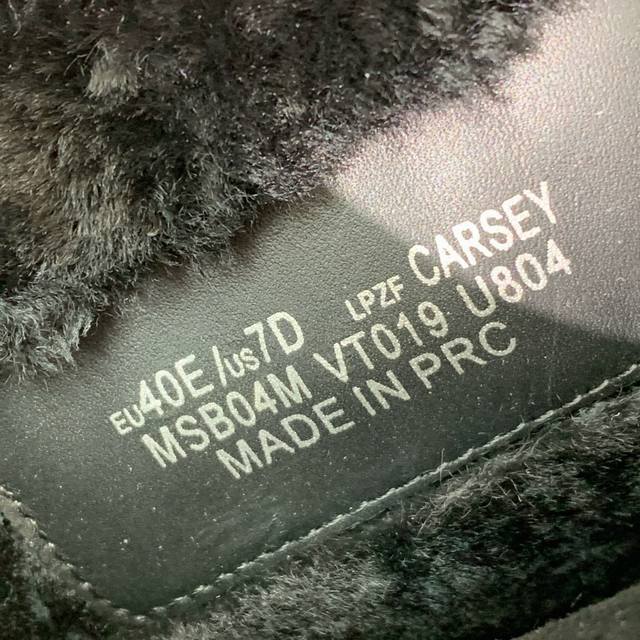 EU40E/US7D LPZF CARSEY
MSB04M VT019 U804
MADE IN PRC